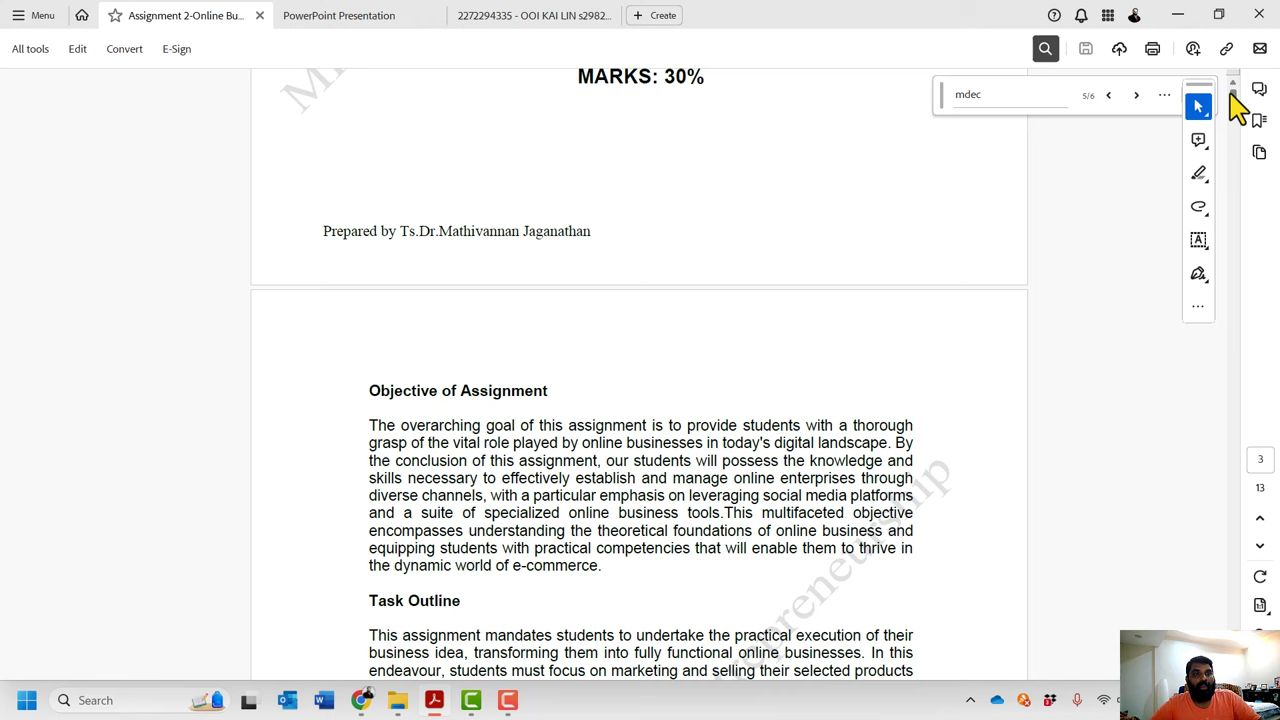 Menu
Assignment 2-Online Bu...
PowerPoint Presentation
2272294335 - OOI KAI LIN s2982...
Create
All tools
Edit
Convert
E-Sign
MARKS: 30%
mdec
5/6
Prepared by Ts.Dr.Mathivannan Jaganathan
Objective of Assignment
The overarching goal of this assignment is to provide students with a thorough
grasp of the vital role played by online businesses in today's digital landscape. By
the conclusion of this assignment, our students will possess the knowledge and
skills necessary to effectively establish and manage online enterprises through
diverse channels, with a particular emphasis on leveraging social media platforms
and a suite of specialized online business tools.This multifaceted objective
encompasses understanding the theoretical foundations of online business and
equipping students with practical competencies that will enable them to thrive in
the dynamic world of e-commerce.
Task Outline
This assignment mandates students to undertake the practical execution of their
business idea, transforming them into fully functional online businesses. In this
endeavour, students must focus on marketing and selling their selected products
preneurship
3
13
Search